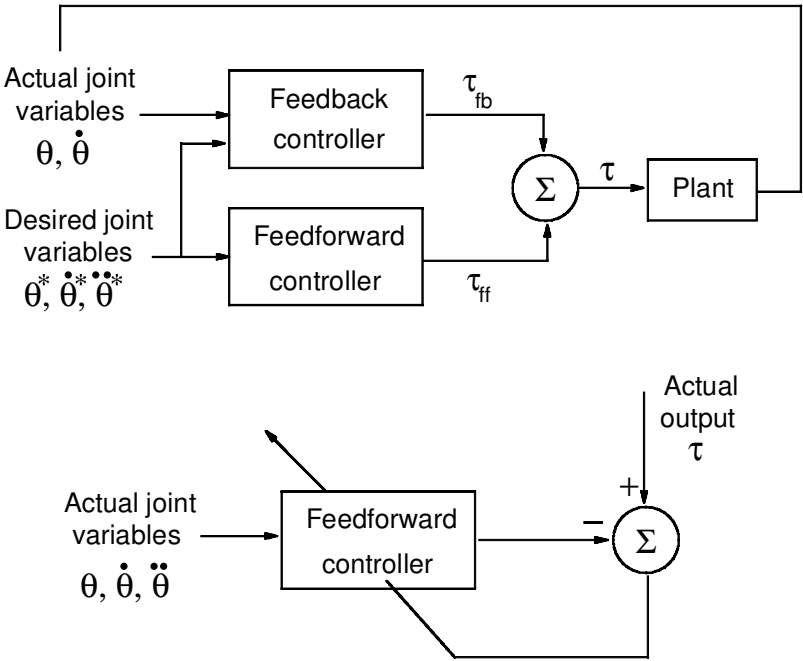 Actual joint
variables
θ, θ̇
Feedback
controller
τfb
Σ
τ
Plant
Desired joint
variables
θ*, θ̇*, θ̈*
Feedforward
controller
τff
Actual
output
τ
+
−
Σ
Actual joint
variables
θ, θ̇, θ̈
Feedforward
controller